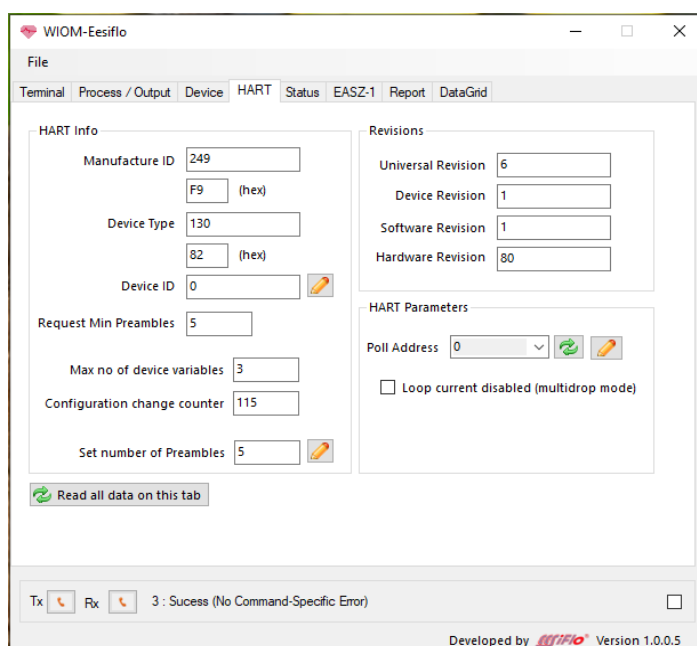 WIOM-Eesiflo
File
Terminal Process / Output Device HART Status EASZ-1 Report DataGrid
HART Info
Manufacture ID 249
F9 (hex)
Device Type 130
82 (hex)
Device ID 0
Request Min Preambles 5
Max no of device variables 3
Configuration change counter 115
Set number of Preambles 5
Revisions
Universal Revision 6
Device Revision 1
Software Revision 1
Hardware Revision 80
HART Parameters
Poll Address 0
Loop current disabled (multidrop mode)
Read all data on this tab
Tx Rx 3 : Sucess (No Command-Specific Error)
Developed by eesiflo® Version 1.0.0.5